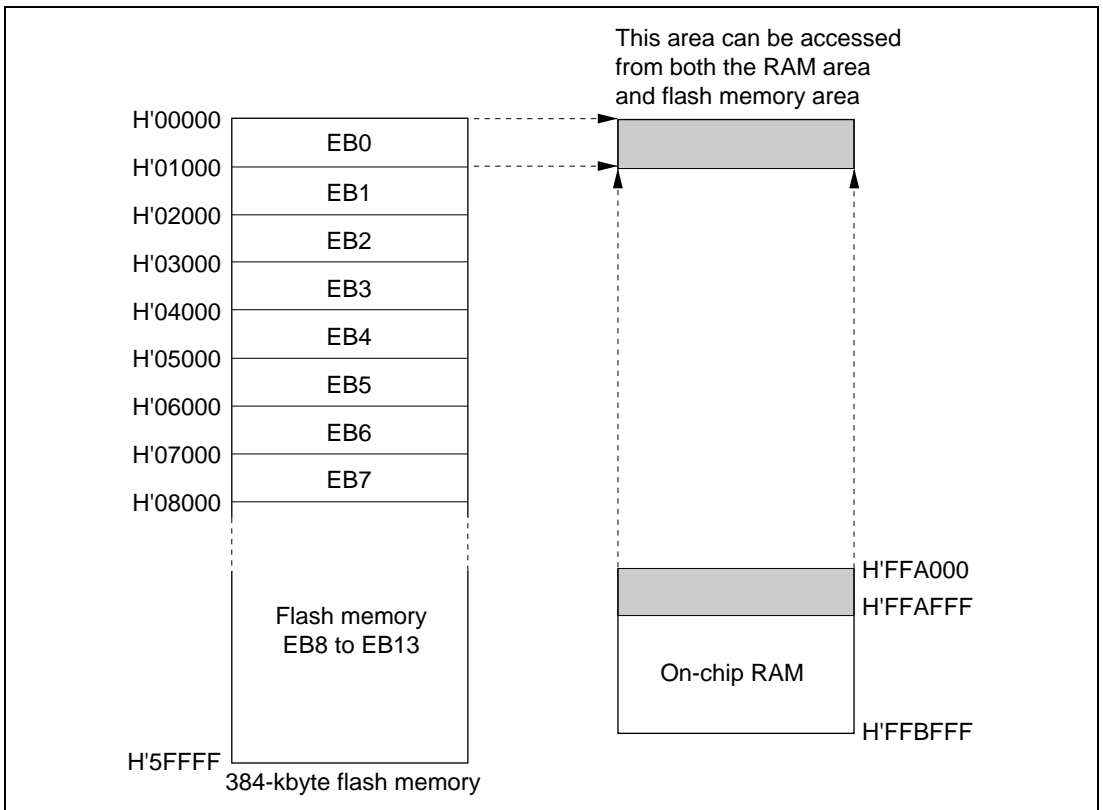 This area can be accessed
from both the RAM area
and flash memory area
H'00000
EB0
H'01000
EB1
H'02000
EB2
H'03000
EB3
H'04000
EB4
H'05000
EB5
H'06000
EB6
H'07000
EB7
H'08000
H'FFA000
H'FFAFFF
Flash memory
EB8 to EB13
On-chip RAM
H'FFBFFF
H'5FFFF
384-kbyte flash memory